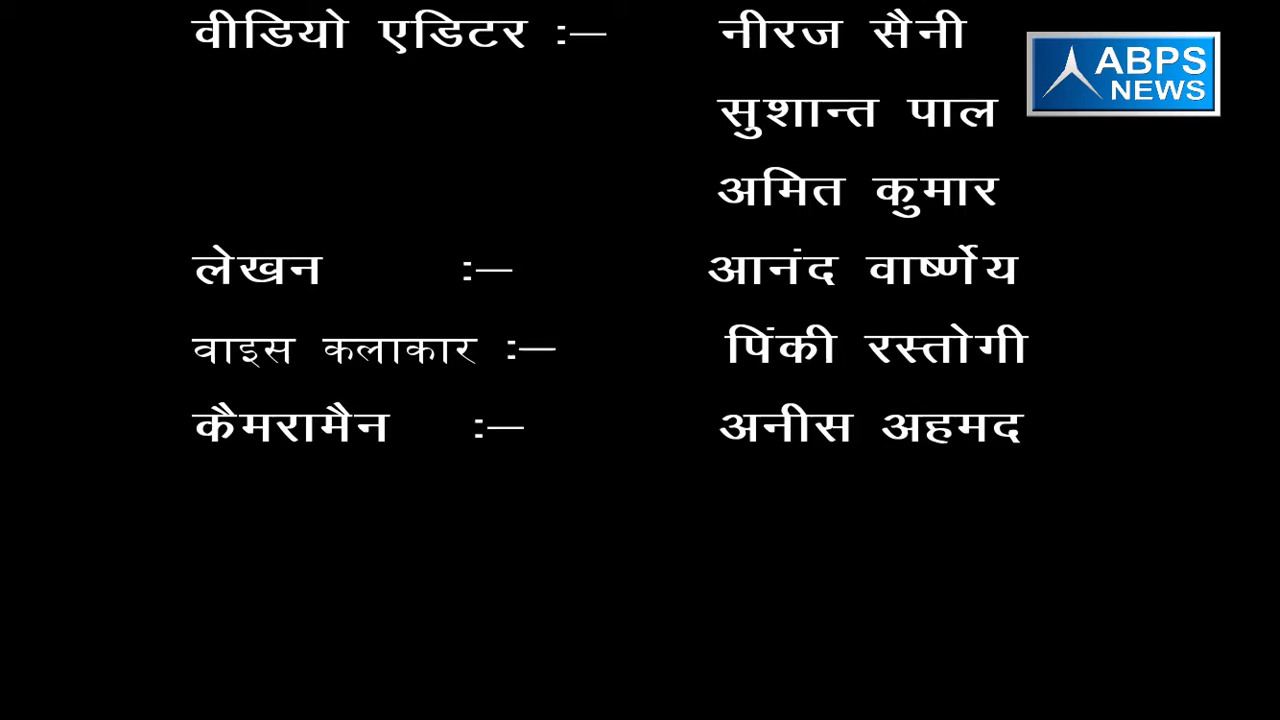 वीडियो एडिटर :— नीरज सैनी
ABPS
NEWS
सुशान्त पाल
अमित कुमार
लेखन :— आनंद वार्ष्णेय
वाइस कलाकार :— पिंकी रस्तोगी
कैमरामैन :— अनीस अहमद